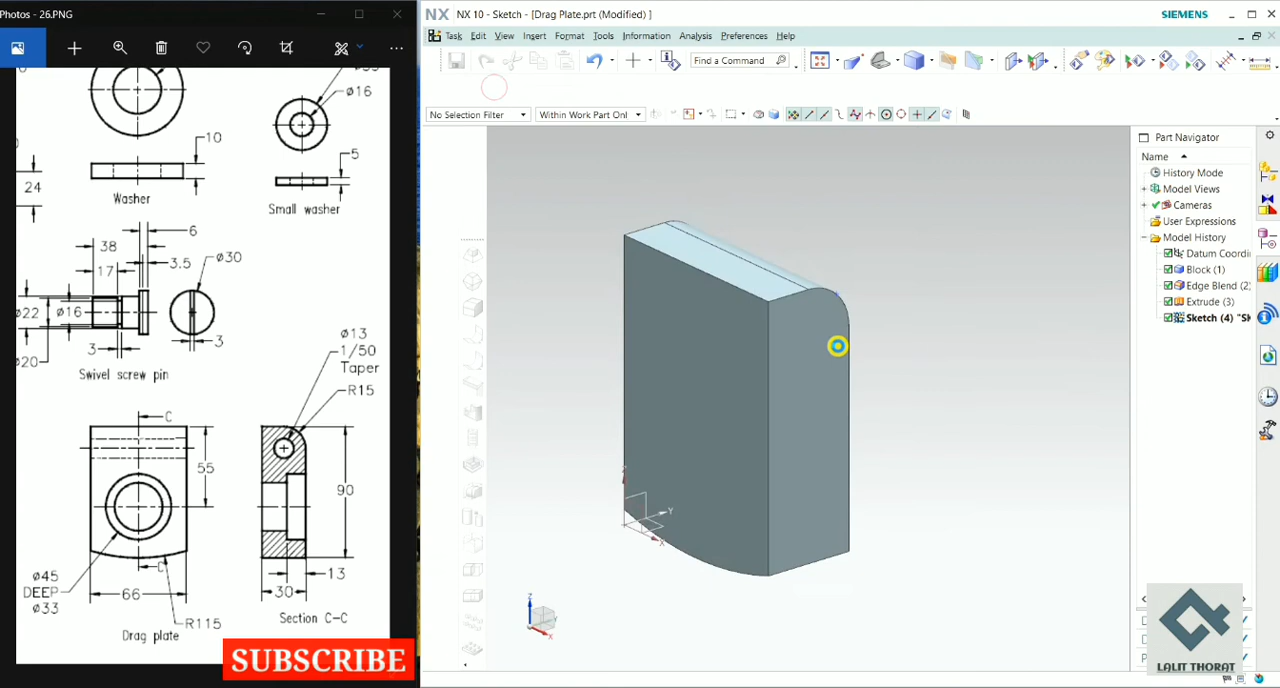 Photos - 26.PNG
ø16
10
24
5
Washer
Small washer
6
38
3.5
17
ø30
ø22
ø16
3
3
ø20
Swivel screw pin
ø13
1/50
Taper
R15
C
55
90
C
13
30
ø45
DEEP
ø33
66
R115
Section C-C
Drag plate
SUBSCRIBE
NX NX 10 - Sketch - [Drag Plate.prt (Modified) ]
SIEMENS
Task Edit View Insert Format Tools Information Analysis Preferences Help
Find a Command
No Selection Filter
Within Work Part Onl
Z
Y
X
Z
X
Part Navigator
Name
History Mode
Model Views
Cameras
User Expressions
Model History
Datum Coordi
Block (1)
Edge Blend (2)
Extrude (3)
Sketch (4) "SK
LALIT THORAT